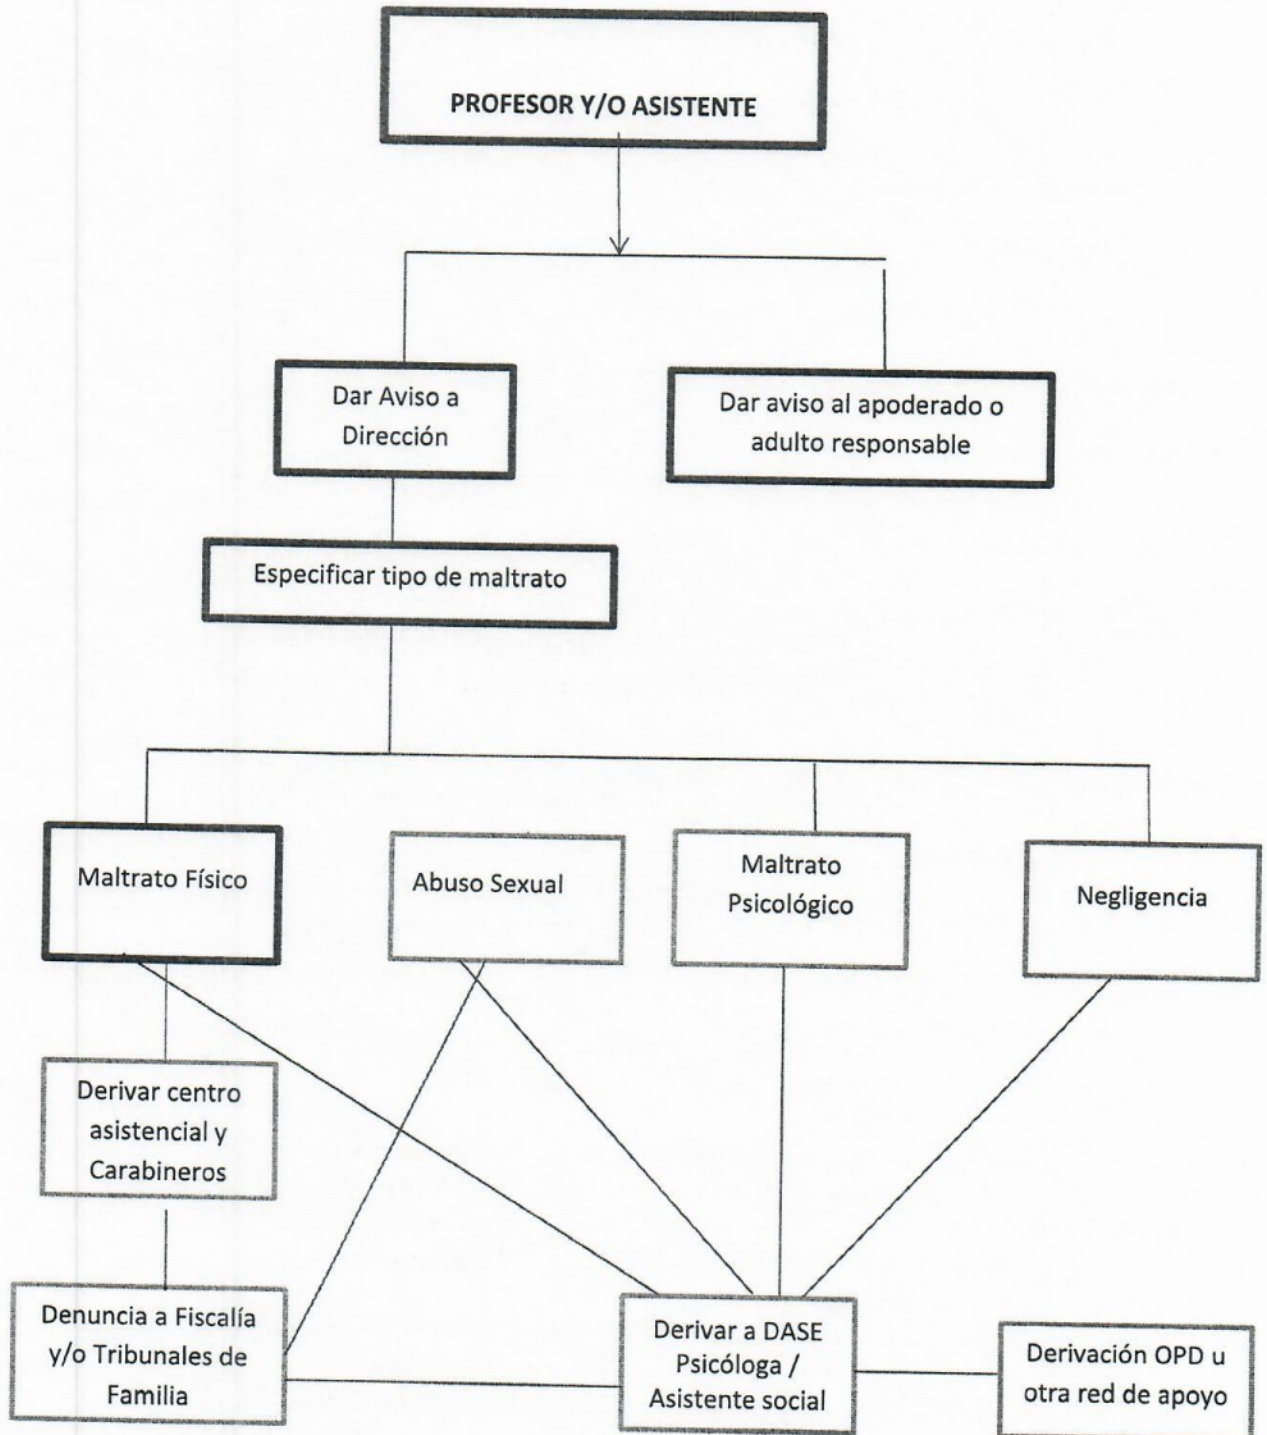 PROFESOR Y/O ASISTENTE
Dar Aviso a
Dirección
Dar aviso al apoderado o
adulto responsable
Especificar tipo de maltrato
Maltrato Físico
Abuso Sexual
Maltrato
Psicológico
Negligencia
Derivar centro
asistencial y
Carabineros
Denuncia a Fiscalía
y/o Tribunales de
Familia
Derivar a DASE
Psicóloga /
Asistente social
Derivación OPD u
otra red de apoyo